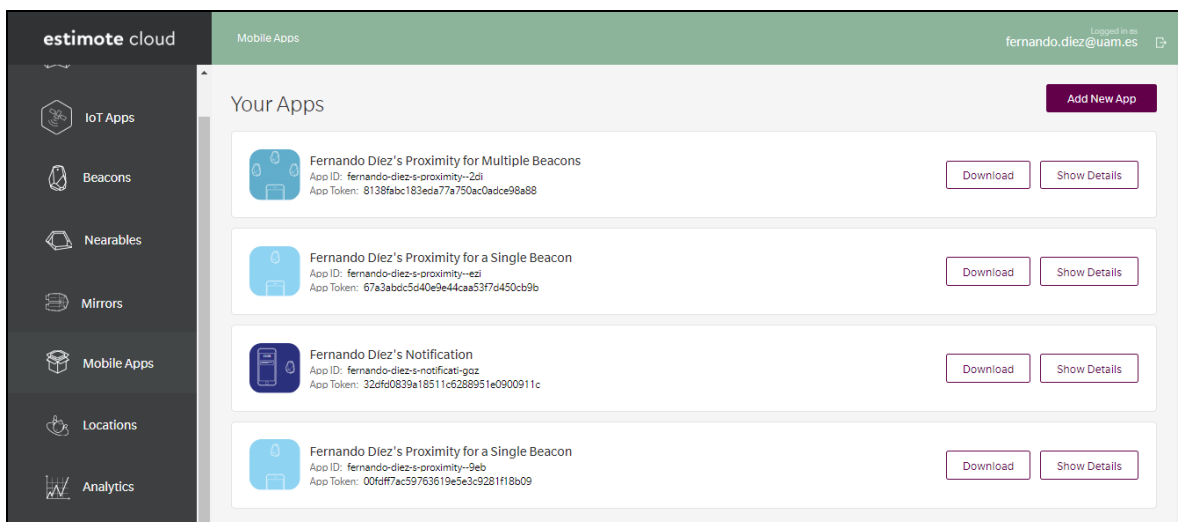 estimote cloud
Mobile Apps
Logged in as
fernando.diez@uam.es
IoT Apps
Beacons
Nearables
Mirrors
Mobile Apps
Locations
Analytics
Your Apps
Add New App
Fernando Díez's Proximity for Multiple Beacons
App ID: fernando-diez-s-proximity--2di
App Token: 8138fabc183eda77a750ac0adce98a88
Download
Show Details
Fernando Díez's Proximity for a Single Beacon
App ID: fernando-diez-s-proximity--ezi
App Token: 67a3abdc5d40e9e44caa53f7d450cb9b
Download
Show Details
Fernando Díez's Notification
App ID: fernando-diez-s-notificati-gqz
App Token: 32dfd0839a18511c6288951e0900911c
Download
Show Details
Fernando Díez's Proximity for a Single Beacon
App ID: fernando-diez-s-proximity--9eb
App Token: 00fdff7ac59763619e5e3c9281f18b09
Download
Show Details